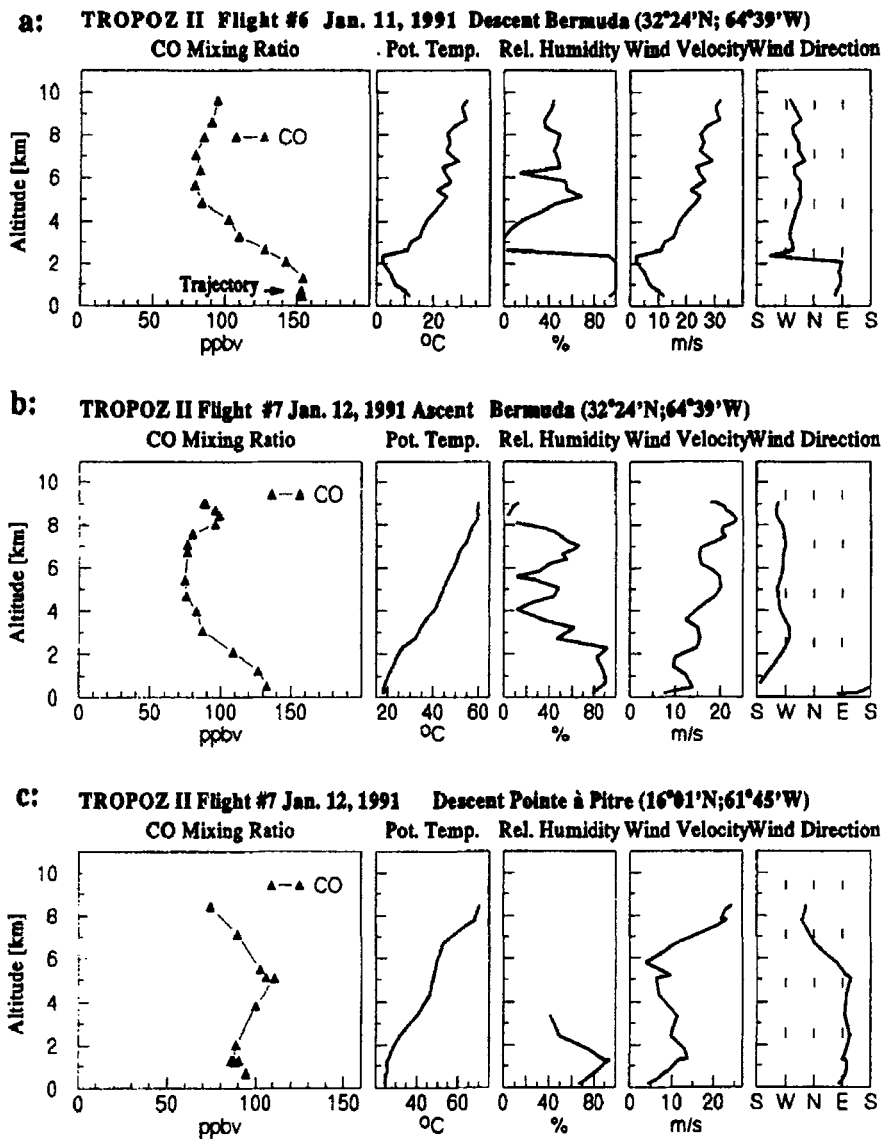 a: TROPOZ II Flight #6 Jan. 11, 1991 Descent Bermuda (32°24'N; 64°39'W)
CO Mixing Ratio Pot. Temp. Rel. Humidity Wind Velocity Wind Direction
Altitude [km]
10
8
6
4
2
0
CO
Trajectory
0 50 100 150 0 20 0 40 80 0 10 20 30 S W N E S
ppbv °C % m/s
b: TROPOZ II Flight #7 Jan. 12, 1991 Ascent Bermuda (32°24'N;64°39'W)
CO Mixing Ratio Pot. Temp. Rel. Humidity Wind Velocity Wind Direction
Altitude [km]
10
8
6
4
2
0
CO
0 50 100 150 20 40 60 0 40 80 0 10 20 S W N E S
ppbv °C % m/s
c: TROPOZ II Flight #7 Jan. 12, 1991 Descent Pointe à Pitre (16°01'N;61°45'W)
CO Mixing Ratio Pot. Temp. Rel. Humidity Wind Velocity Wind Direction
Altitude [km]
10
8
6
4
2
0
CO
0 50 100 150 40 60 0 40 80 0 10 20 S W N E S
ppbv °C % m/s